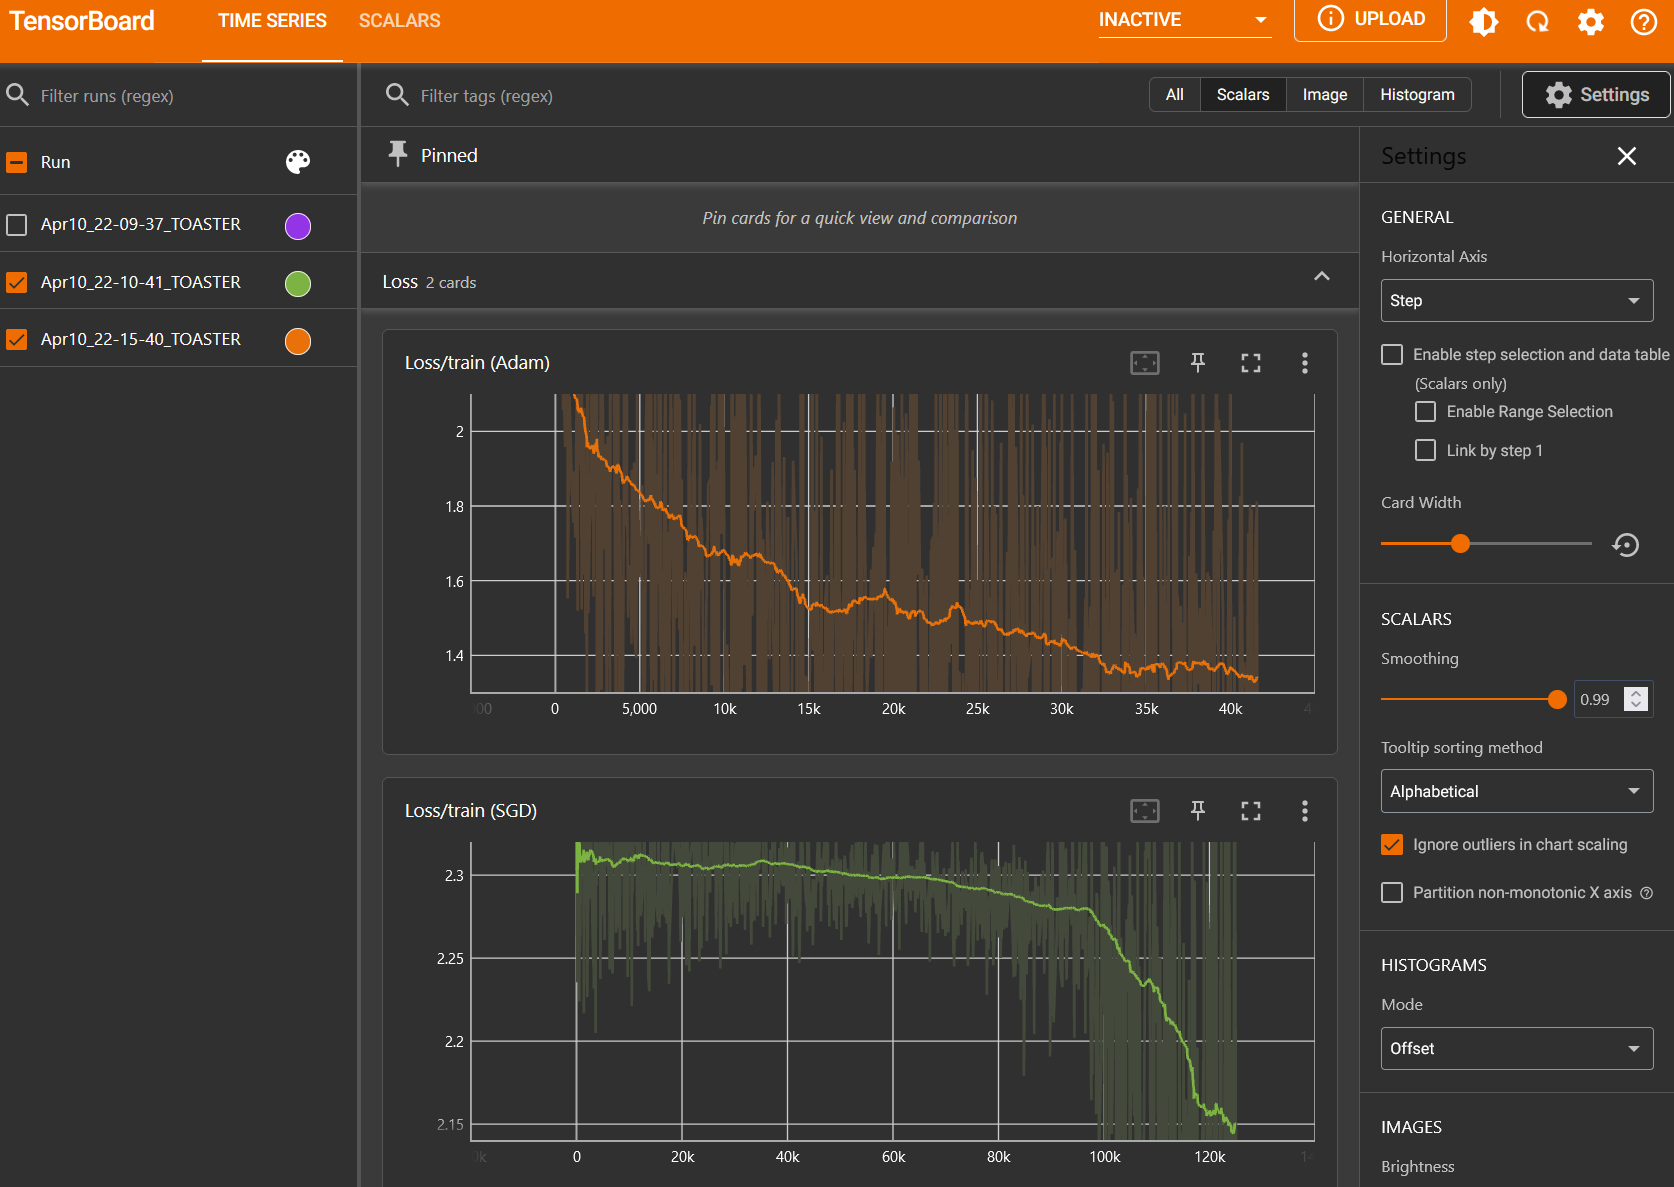 TensorBoard TIME SERIES SCALARS INACTIVE UPLOAD
Filter runs (regex)
Filter tags (regex)
All Scalars Image Histogram
Settings
Run
Apr10_22-09-37_TOASTER
Apr10_22-10-41_TOASTER
Apr10_22-15-40_TOASTER
Pinned
Pin cards for a quick view and comparison
Loss 2 cards
Loss/train (Adam)
2
1.8
1.6
1.4
00 0 5,000 10k 15k 20k 25k 30k 35k 40k 4
Loss/train (SGD)
2.3
2.25
2.2
2.15
0k 0 20k 40k 60k 80k 100k 120k 1
Settings
GENERAL
Horizontal Axis
Step
Enable step selection and data table
(Scalars only)
Enable Range Selection
Link by step 1
Card Width
SCALARS
Smoothing
0.99
Tooltip sorting method
Alphabetical
Ignore outliers in chart scaling
Partition non-monotonic X axis
HISTOGRAMS
Mode
Offset
IMAGES
Brightness